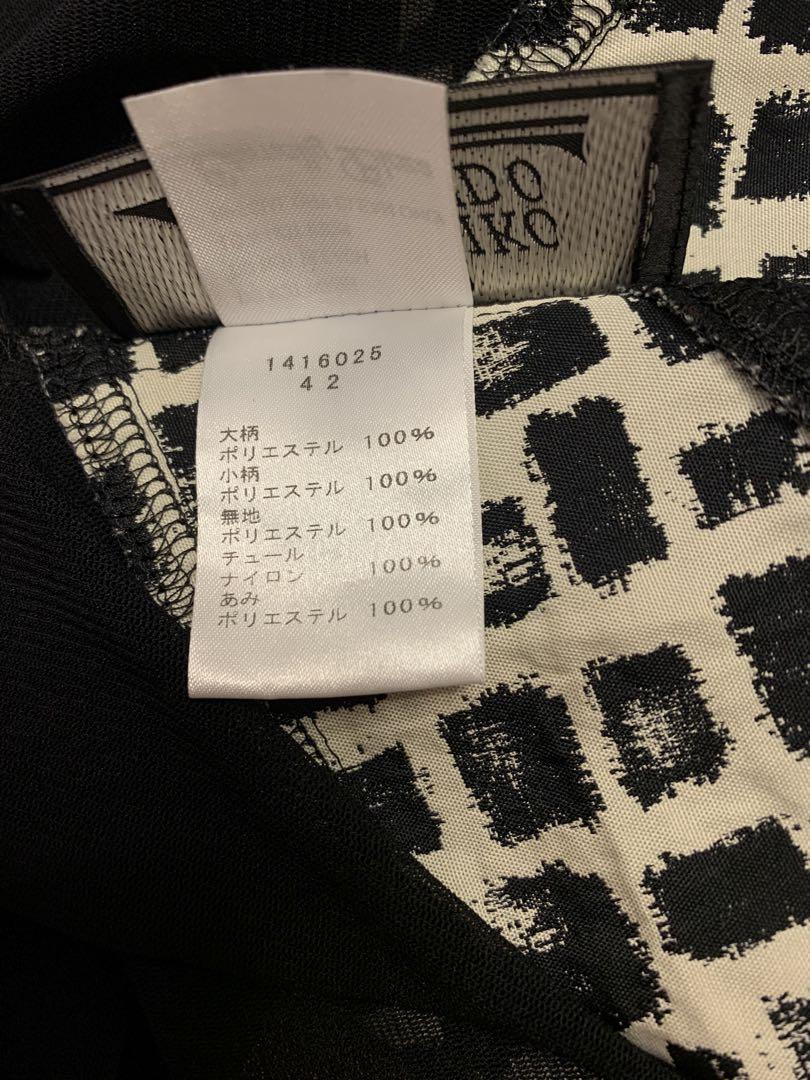 DO
KO
1416025
42
大柄
ポリエステル 100%
小柄
ポリエステル 100%
無地
ポリエステル 100%
チュール
ナイロン 100%
あみ
ポリエステル 100%